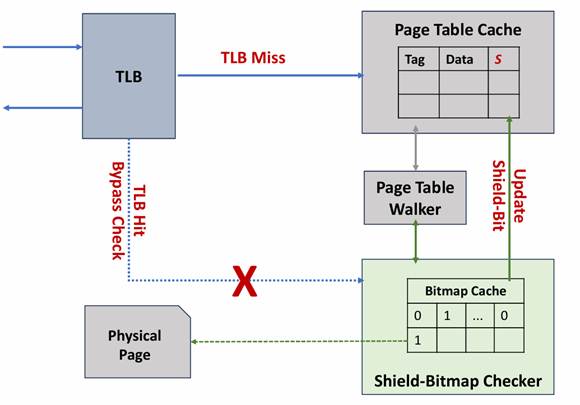 TLB
TLB Miss
Page Table Cache
Tag Data S
TLB Hit
Bypass Check
Page Table
Walker
Update
Shield-Bit
X
Bitmap Cache
0 1 ... 0
1
Physical
Page
Shield-Bitmap Checker